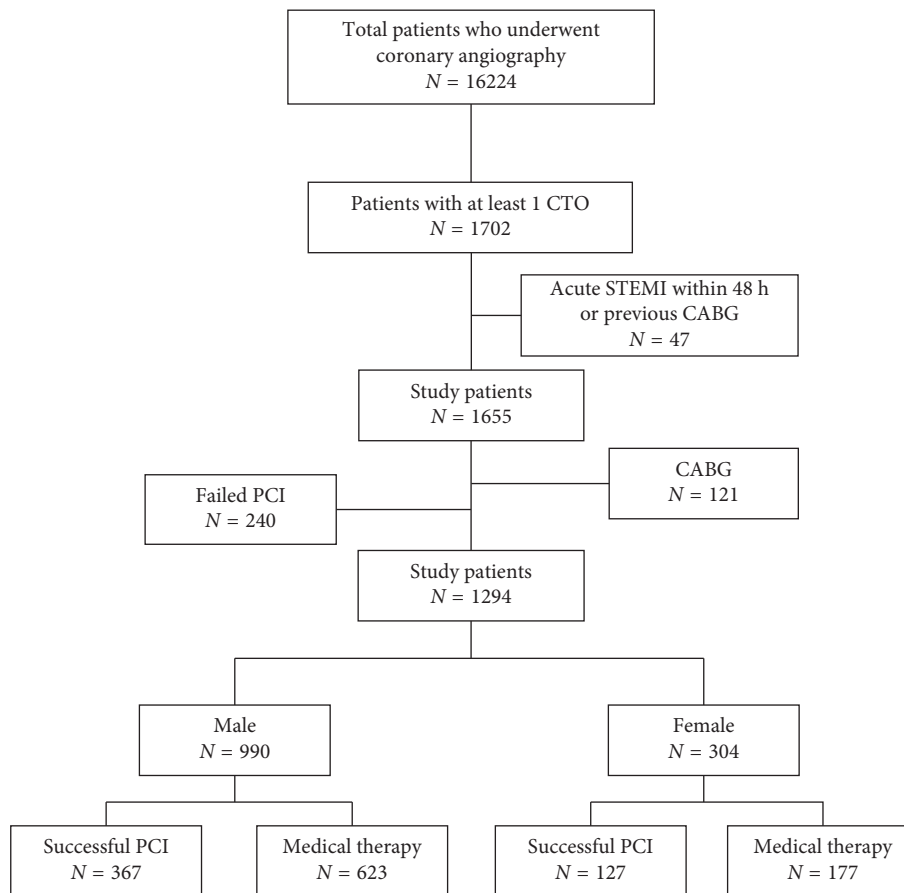 Total patients who underwent
coronary angiography
N = 16224
Patients with at least 1 CTO
N = 1702
Acute STEMI within 48 h
or previous CABG
N = 47
Study patients
N = 1655
CABG
N = 121
Failed PCI
N = 240
Study patients
N = 1294
Male
N = 990
Female
N = 304
Successful PCI
N = 367
Medical therapy
N = 623
Successful PCI
N = 127
Medical therapy
N = 177